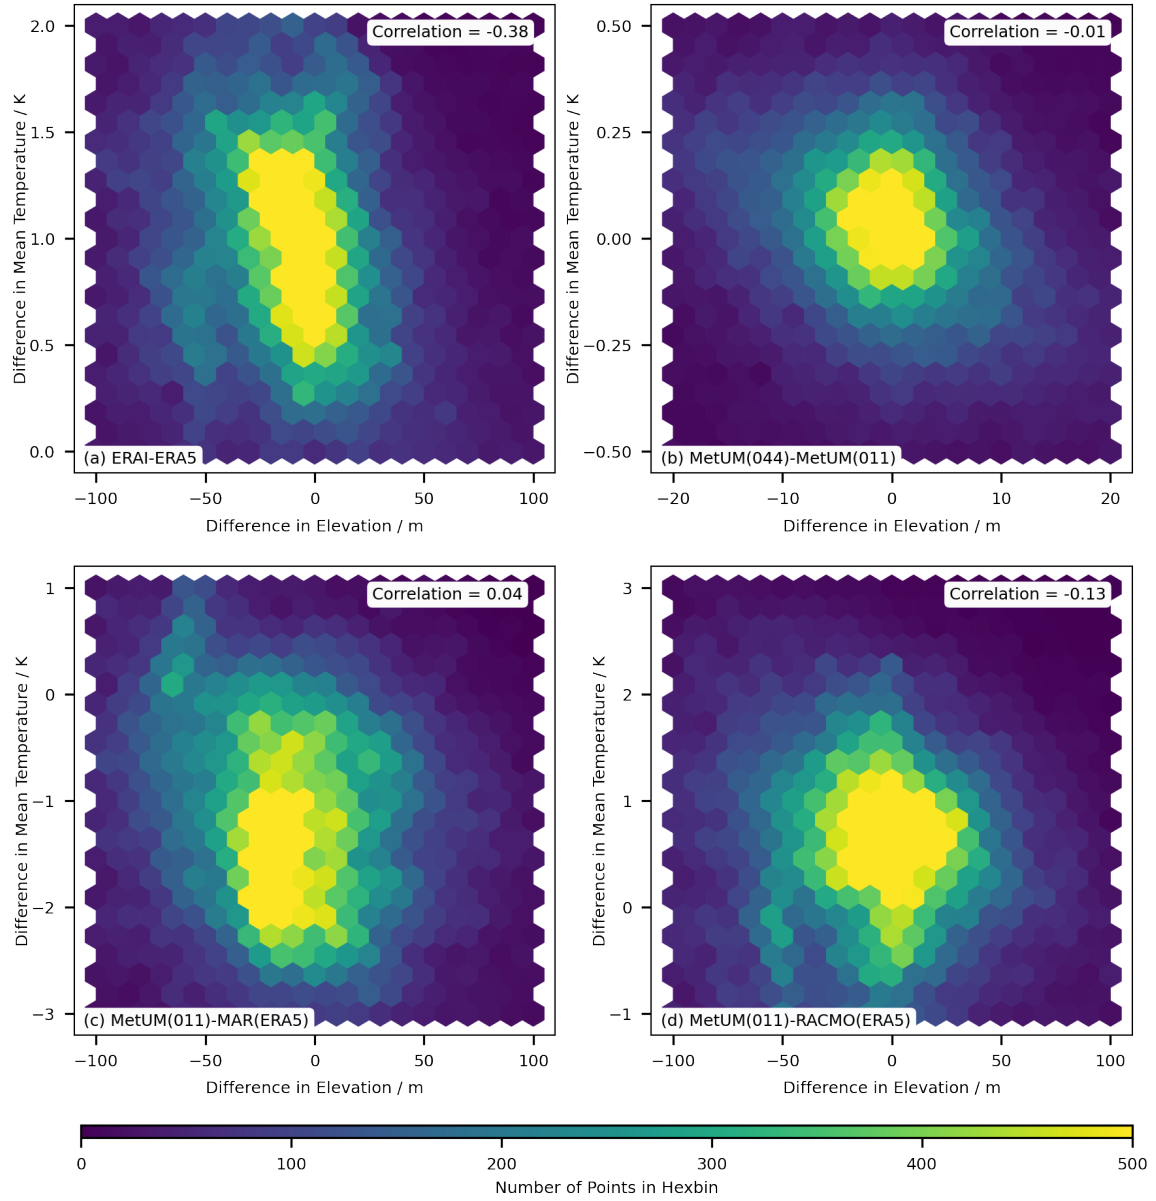 Correlation = -0.38
2.0
1.5
1.0
0.5
0.0
Difference in Mean Temperature / K
(a) ERAI-ERA5
−100
−50
0
50
100
Difference in Elevation / m
Correlation = -0.01
0.50
0.25
0.00
−0.25
−0.50
Difference in Mean Temperature / K
(b) MetUM(044)-MetUM(011)
−20
−10
0
10
20
Difference in Elevation / m
Correlation = 0.04
1
0
−1
−2
−3
Difference in Mean Temperature / K
(c) MetUM(011)-MAR(ERA5)
−100
−50
0
50
100
Difference in Elevation / m
Correlation = -0.13
3
2
1
0
−1
Difference in Mean Temperature / K
(d) MetUM(011)-RACMO(ERA5)
−100
−50
0
50
100
Difference in Elevation / m
0
100
200
300
400
500
Number of Points in Hexbin